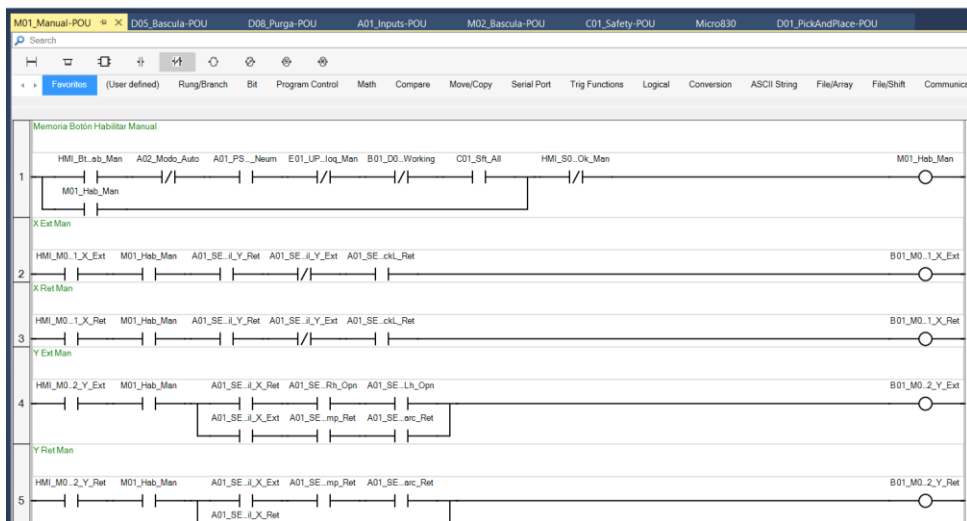 M01_Manual-POU D05_Bascula-POU D08_Purga-POU A01_Inputs-POU M02_Bascula-POU C01_Safety-POU Micro830 D01_PickAndPlace-POU
Search
Favorites (User defined) Rung/Branch Bit Program Control Math Compare Move/Copy Serial Port Trig Functions Logical Conversion ASCII String File/Array File/Shift Communica
Memoria Botón Habilitar Manual
HMI_Bt...ab_Man A02_Modo_Auto A01_PS..._Neum E01_UP...loq_Man B01_D0...Working C01_Sft_All HMI_S0...Ok_Man M01_Hab_Man
1
M01_Hab_Man
X Ext Man
HMI_M0...1_X_Ext M01_Hab_Man A01_SE...il_Y_Ret A01_SE...il_Y_Ext A01_SE...ckL_Ret B01_M0...1_X_Ext
2
X Ret Man
HMI_M0...1_X_Ret M01_Hab_Man A01_SE...il_Y_Ret A01_SE...il_Y_Ext A01_SE...ckL_Ret B01_M0...1_X_Ret
3
Y Ext Man
HMI_M0...2_Y_Ext M01_Hab_Man A01_SE...il_X_Ret A01_SE...Rh_Opn A01_SE...Lh_Opn B01_M0...2_Y_Ext
4
A01_SE...il_X_Ext A01_SE...mp_Ret A01_SE...arc_Ret
Y Ret Man
HMI_M0...2_Y_Ret M01_Hab_Man A01_SE...il_X_Ext A01_SE...mp_Ret A01_SE...arc_Ret B01_M0...2_Y_Ret
5
A01_SE...il_X_Ret